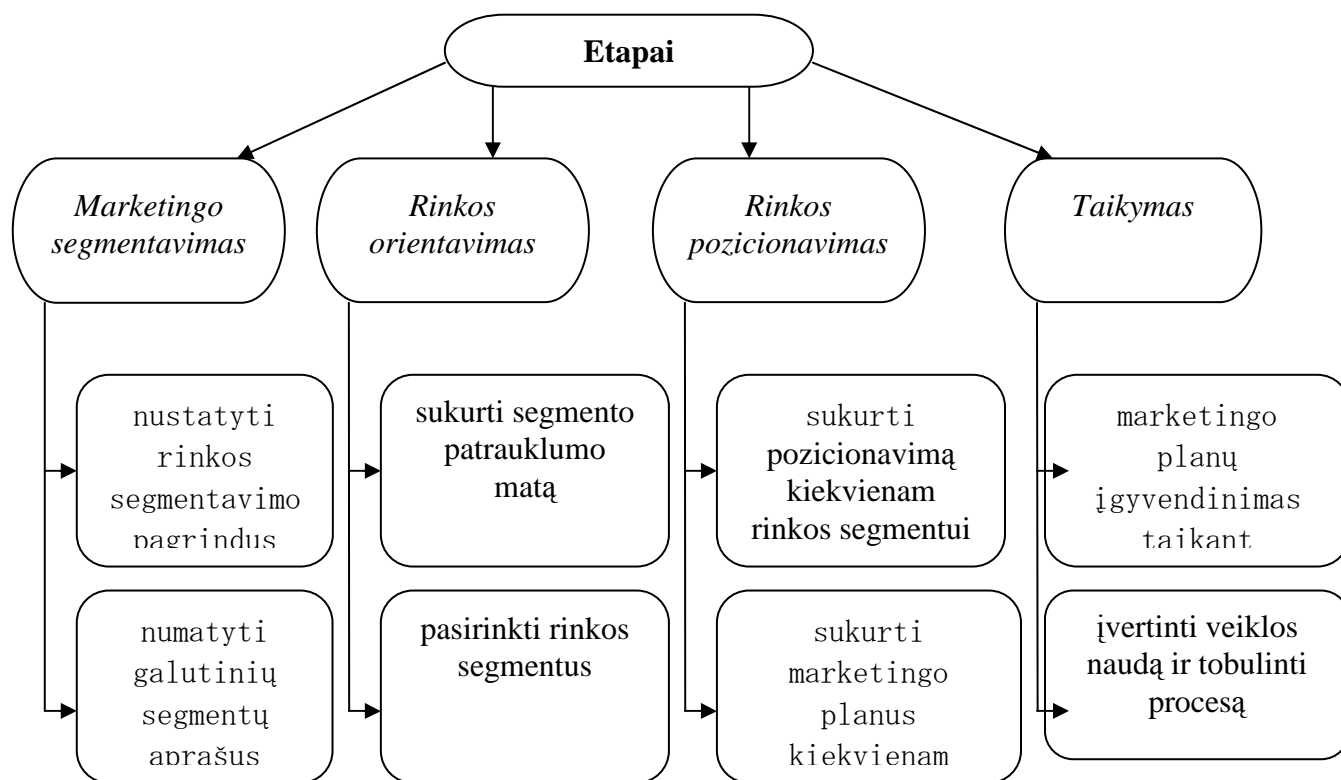 Etapai
Marketingo
segmentavimas
Rinkos
orientavimas
Rinkos
pozicionavimas
Taikymas
nustatyti
rinkos
segmentavimo
pagrindus
sukurti segmento
patrauklumo
matą
sukurti
pozicionavimą
kiekvienam
rinkos segmentui
marketingo
planų
įgyvendinimas
taikant
numatyti
galutinių
segmentų
aprašus
pasirinkti rinkos
segmentus
sukurti
marketingo
planus
kiekvienam
įvertinti veiklos
naudą ir tobulinti
procesą